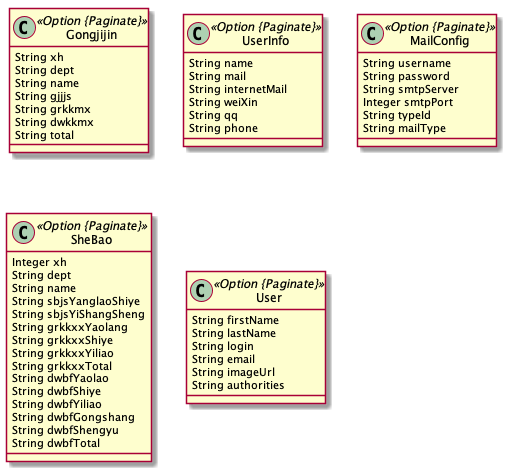 C
«Option {Paginate}»
Gongjijin
String xh
String dept
String name
String gjjjs
String grkkmx
String dwkkmx
String total
C
«Option {Paginate}»
UserInfo
String name
String mail
String internetMail
String weiXin
String qq
String phone
C
«Option {Paginate}»
MailConfig
String username
String password
String smtpServer
Integer smtpPort
String typeId
String mailType
C
«Option {Paginate}»
SheBao
Integer xh
String dept
String name
String sbjsYanglaoShiye
String sbjsYiShangSheng
String grkkxxYaolang
String grkkxxShiye
String grkkxxYiliao
String grkkxxTotal
String dwbfYaolao
String dwbfShiye
String dwbfYiliao
String dwbfGongshang
String dwbfShengyu
String dwbfTotal
C
«Option {Paginate}»
User
String firstName
String lastName
String login
String email
String imageUrl
String authorities